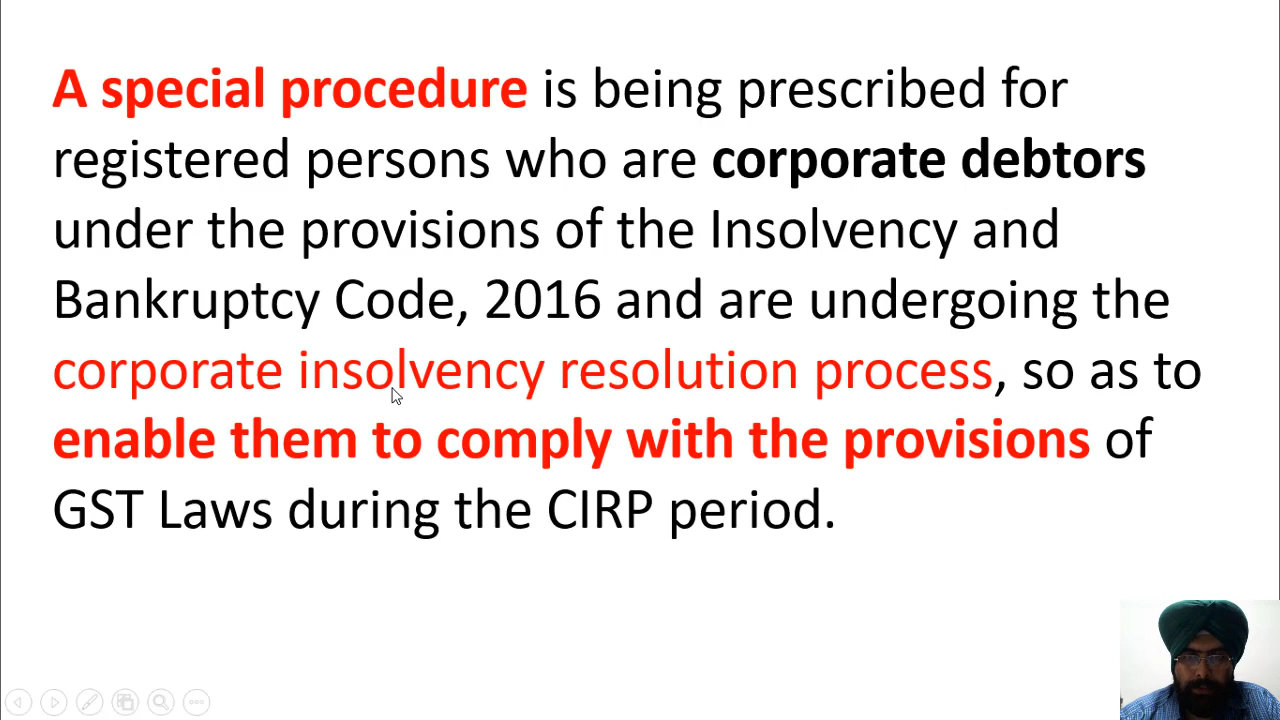 A special procedure is being prescribed for
registered persons who are corporate debtors
under the provisions of the Insolvency and
Bankruptcy Code, 2016 and are undergoing the
corporate insolvency resolution process, so as to
enable them to comply with the provisions of
GST Laws during the CIRP period.